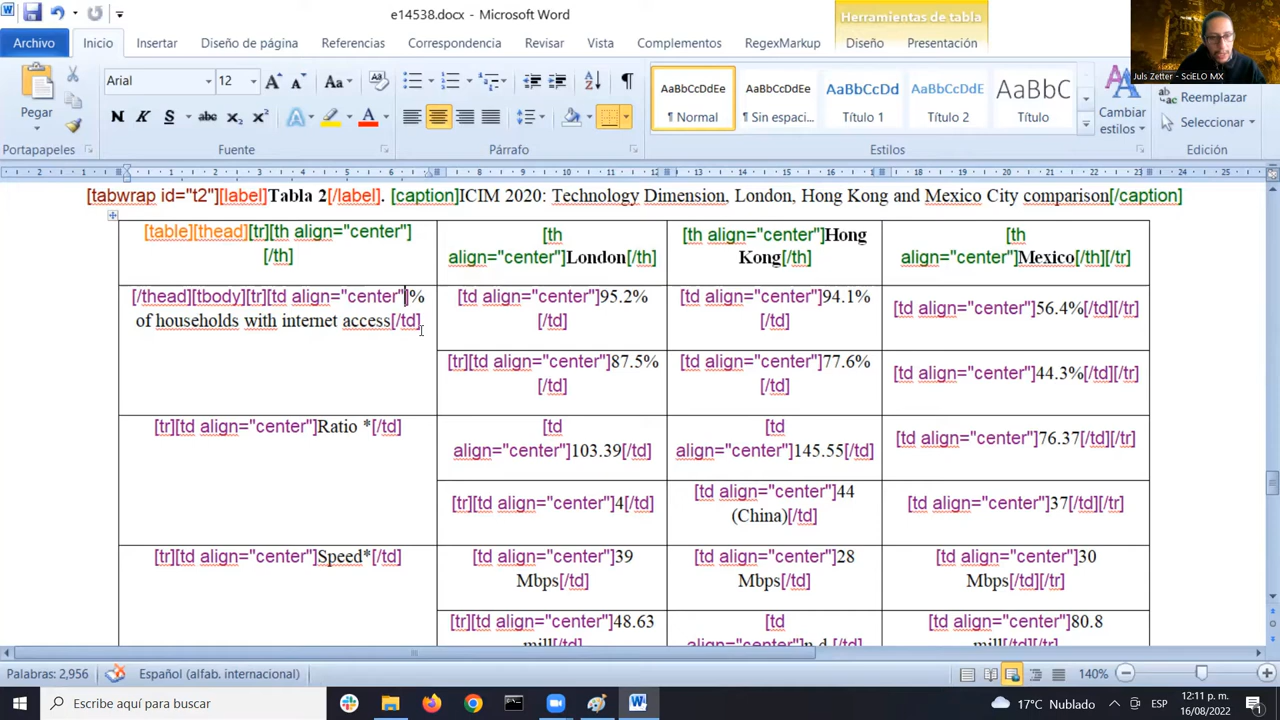 e14538.docx - Microsoft Word
Herramientas de tabla
Archivo
Inicio
Insertar
Diseño de página
Referencias
Correspondencia
Revisar
Vista
Complementos
RegexMarkup
Diseño
Presentación
Juls Zetter - SciELO MX
Pegar
Arial
12
AaBbCcDdEe
AaBbCcDdEe
AaBbCcDd
AaBbCcDdEe
AaBbCcD
¶ Normal
¶ Sin espaci...
Título 1
Título 2
Título
Cambiar
estilos
Reemplazar
Seleccionar
Portapapeles
Fuente
Párrafo
Estilos
Edición
[tabwrap id="t2"][label]Tabla 2[/label]. [caption]ICIM 2020: Technology Dimension, London, Hong Kong and Mexico City comparison[/caption]
[table][thead][tr][th align="center"]
[/th]
[th
align="center"]London[/th]
[th align="center"]Hong
Kong[/th]
[th
align="center"]Mexico[/th][/tr]
[/thead][tbody][tr][td align="center"]%
of households with internet access[/td]
[td align="center"]95.2%
[/td]
[td align="center"]94.1%
[/td]
[td align="center"]56.4%[/td][/tr]
[tr][td align="center"]87.5%
[/td]
[td align="center"]77.6%
[/td]
[td align="center"]44.3%[/td][/tr]
[tr][td align="center"]Ratio *[/td]
[td
align="center"]103.39[/td]
[td
align="center"]145.55[/td]
[td align="center"]76.37[/td][/tr]
[tr][td align="center"]4[/td]
[td align="center"]44
(China)[/td]
[td align="center"]37[/td][/tr]
[tr][td align="center"]Speed*[/td]
[td align="center"]39
Mbps[/td]
[td align="center"]28
Mbps[/td]
[td align="center"]30
Mbps[/td][/tr]
[tr][td align="center"]48.63
mill[/td]
[td
align="center"]n.d.[/td]
[td align="center"]80.8
mill[/td][/tr]
Palabras: 2,956
Español (alfab. internacional)
140%
Escribe aquí para buscar
17°C Nublado
ESP
12:11 p. m.
16/08/2022